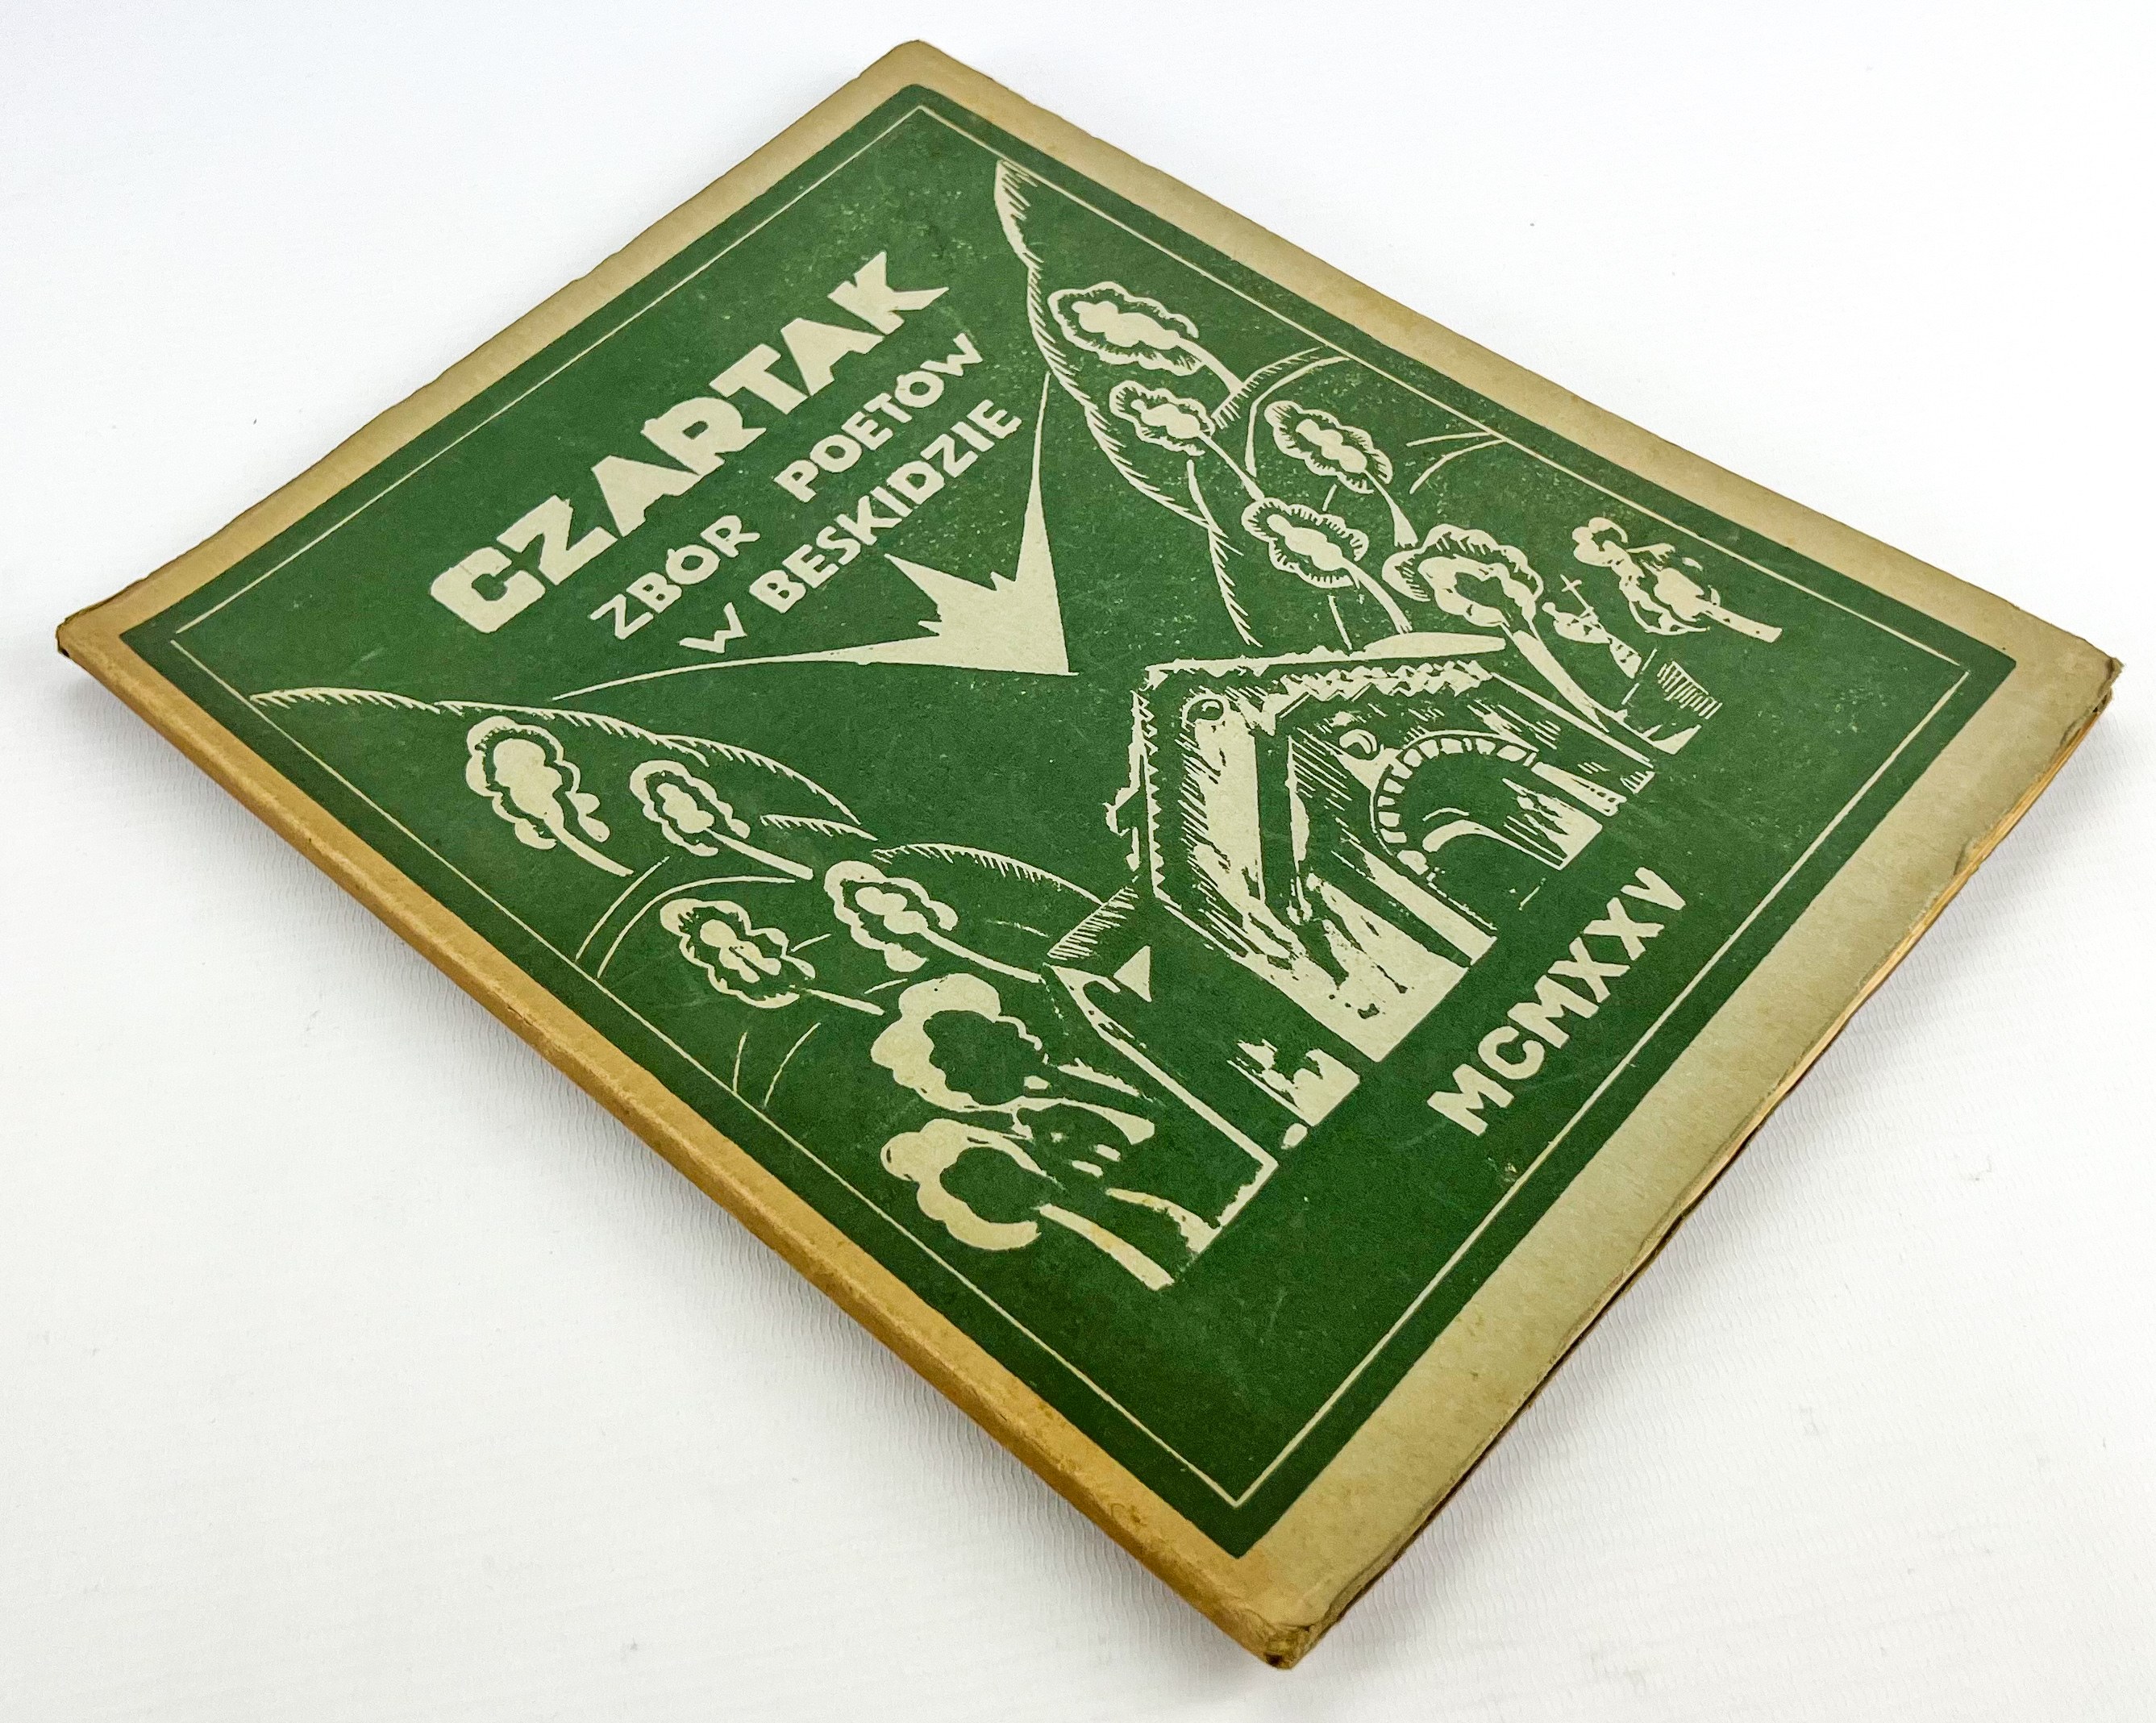 CZARTAK
ZBÓR POETÓW
W BESKIDZIE
MCMXXV